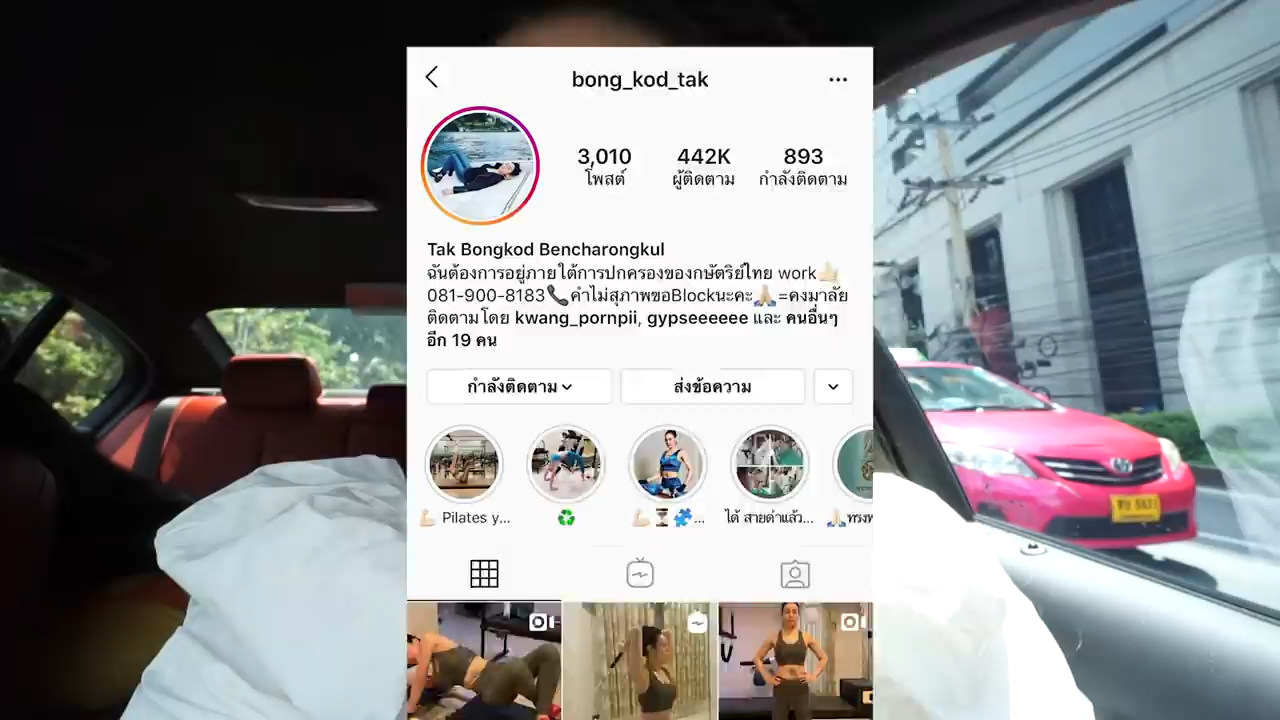 bong_kod_tak
3,010 442K 893
โพสต์ ผู้ติดตาม กำลังติดตาม
Tak Bongkod Bencharongkul
ฉันต้องการอยู่ภายใต้การปกครองของกษัตริย์ไทย work👍🏻
081-900-8183📞คำไม่สุภาพขอBlockนะคะ🙏🏻=คงมาลัย
ติดตามโดย kwang_pornpii, gypseeeeee และ คนอื่นๆ
อีก 19 คน
กำลังติดตาม ส่งข้อความ
💪🏻 Pilates y... ♻️ 💪🏻⏳🧩... ได้ สายดำแล้ว... 🙏🏻ทรงพ